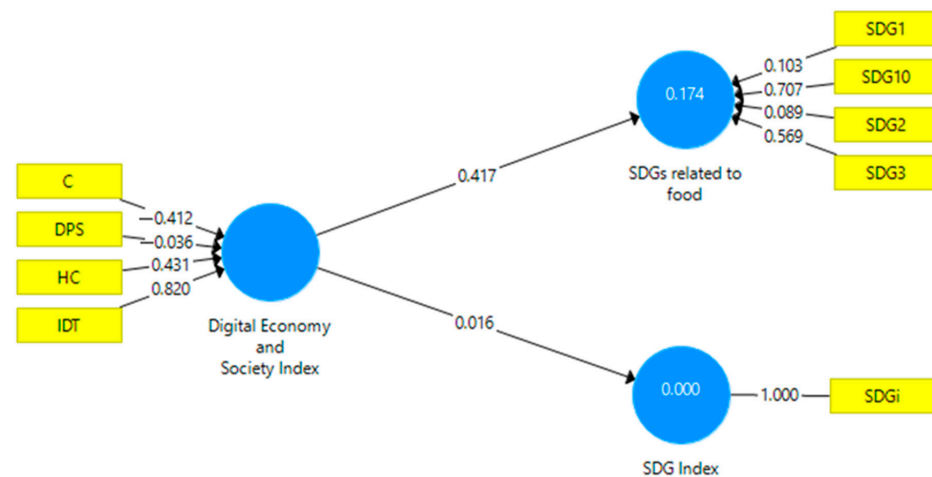 SDG1
0.103
SDG10
0.707
0.174
0.089
SDG2
0.569
SDG3
SDGs related to
food
0.417
C
-0.412
DPS
-0.036
HC
0.431
IDT
0.820
Digital Economy
and
Society Index
0.016
0.000
1.000
SDGi
SDG Index